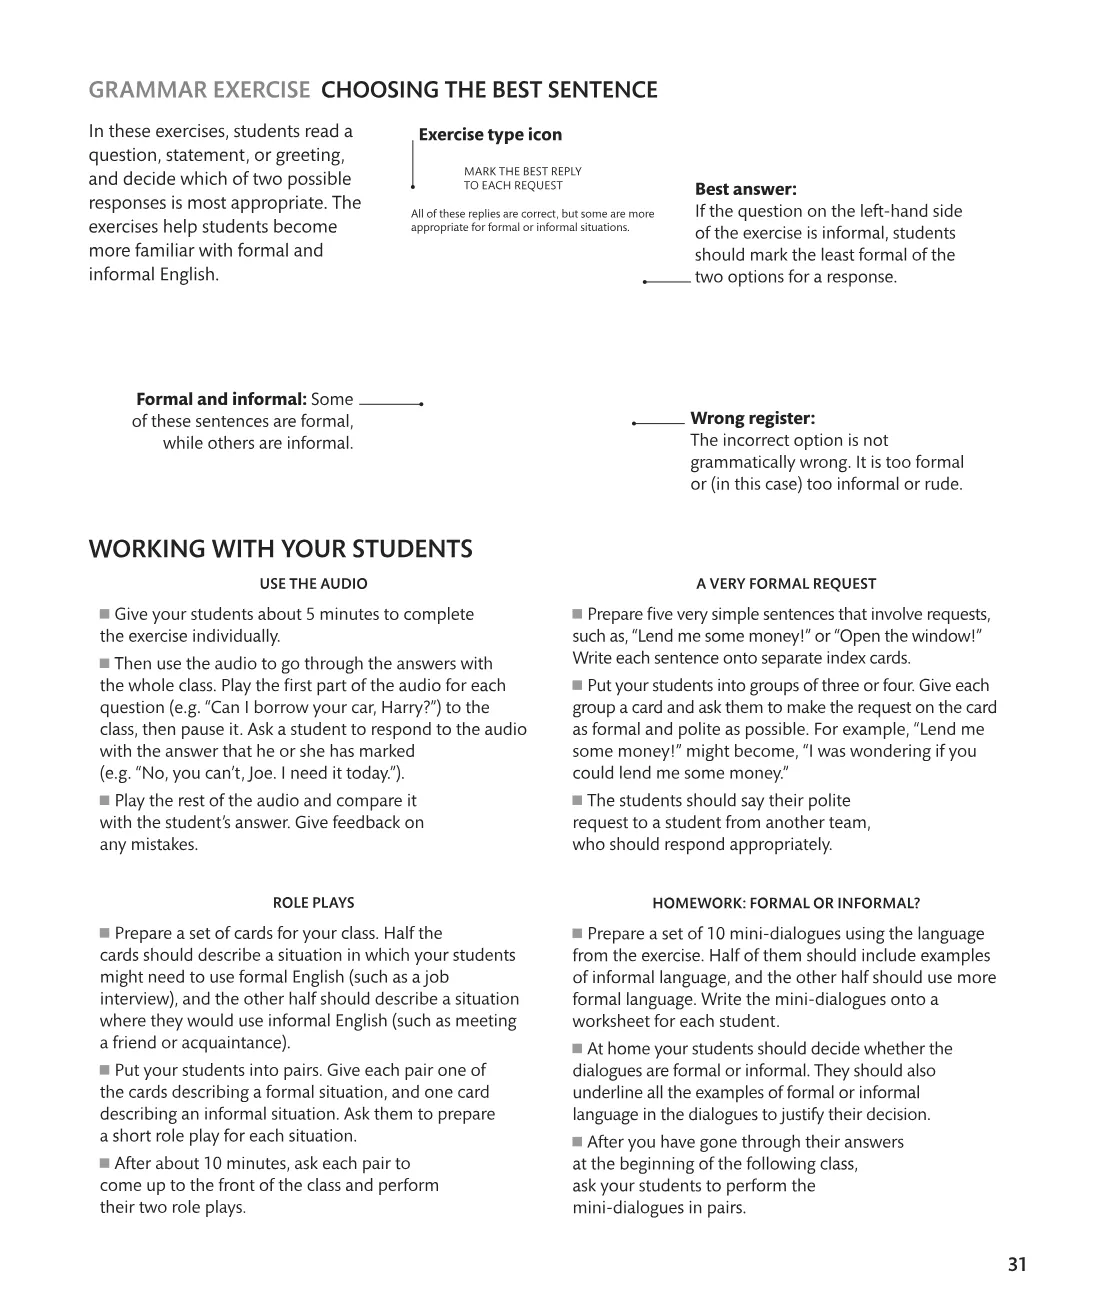 GRAMMAR EXERCISE CHOOSING THE BEST SENTENCE
In these exercises, students read a
question, statement, or greeting,
and decide which of two possible
responses is most appropriate. The
exercises help students become
more familiar with formal and
informal English.
Exercise type icon
MARK THE BEST REPLY
TO EACH REQUEST
All of these replies are correct, but some are more
appropriate for formal or informal situations.
Best answer:
If the question on the left-hand side
of the exercise is informal, students
should mark the least formal of the
two options for a response.
Formal and informal: Some
of these sentences are formal,
while others are informal.
Wrong register:
The incorrect option is not
grammatically wrong. It is too formal
or (in this case) too informal or rude.
WORKING WITH YOUR STUDENTS
USE THE AUDIO
■ Give your students about 5 minutes to complete
the exercise individually.
■ Then use the audio to go through the answers with
the whole class. Play the first part of the audio for each
question (e.g. “Can I borrow your car, Harry?”) to the
class, then pause it. Ask a student to respond to the audio
with the answer that he or she has marked
(e.g. “No, you can’t, Joe. I need it today.”).
■ Play the rest of the audio and compare it
with the student’s answer. Give feedback on
any mistakes.
A VERY FORMAL REQUEST
■ Prepare five very simple sentences that involve requests,
such as, “Lend me some money!” or “Open the window!”
Write each sentence onto separate index cards.
■ Put your students into groups of three or four. Give each
group a card and ask them to make the request on the card
as formal and polite as possible. For example, “Lend me
some money!” might become, “I was wondering if you
could lend me some money.”
■ The students should say their polite
request to a student from another team,
who should respond appropriately.
ROLE PLAYS
■ Prepare a set of cards for your class. Half the
cards should describe a situation in which your students
might need to use formal English (such as a job
interview), and the other half should describe a situation
where they would use informal English (such as meeting
a friend or acquaintance).
■ Put your students into pairs. Give each pair one of
the cards describing a formal situation, and one card
describing an informal situation. Ask them to prepare
a short role play for each situation.
■ After about 10 minutes, ask each pair to
come up to the front of the class and perform
their two role plays.
HOMEWORK: FORMAL OR INFORMAL?
■ Prepare a set of 10 mini-dialogues using the language
from the exercise. Half of them should include examples
of informal language, and the other half should use more
formal language. Write the mini-dialogues onto a
worksheet for each student.
■ At home your students should decide whether the
dialogues are formal or informal. They should also
underline all the examples of formal or informal
language in the dialogues to justify their decision.
■ After you have gone through their answers
at the beginning of the following class,
ask your students to perform the
mini-dialogues in pairs.
31